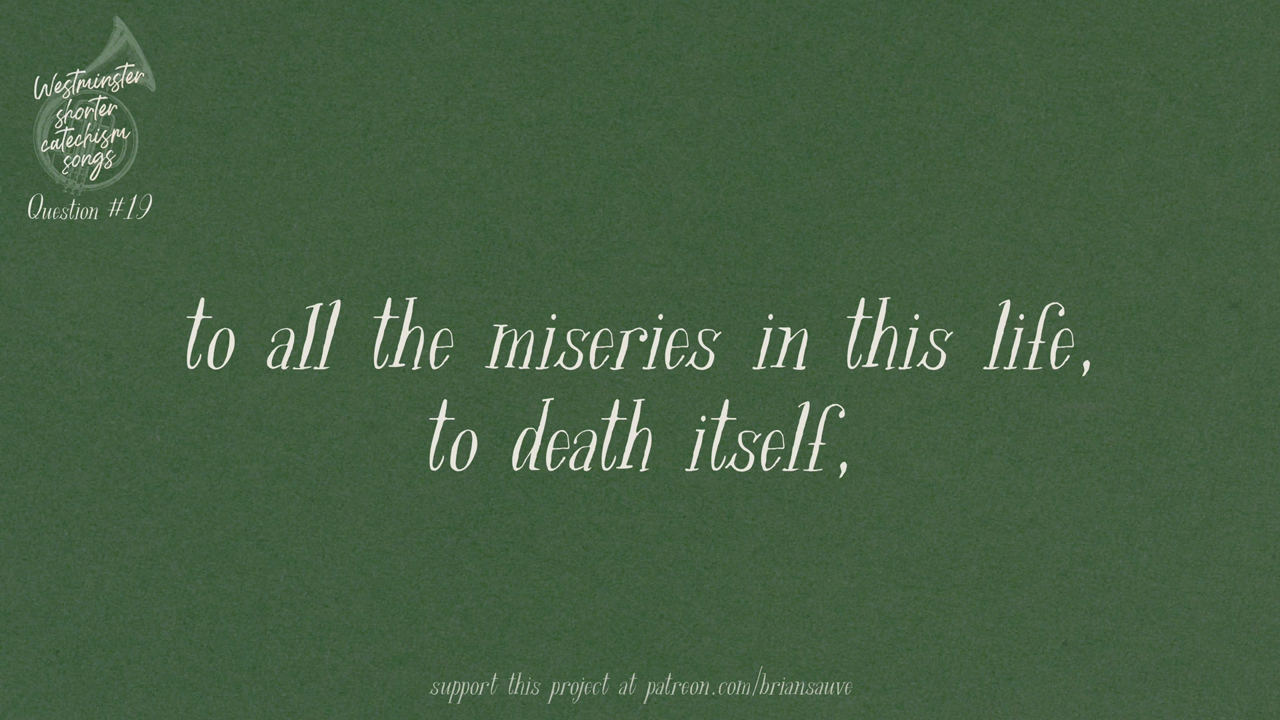 Westminster
shorter
catechism
songs
Question #19
to all the miseries in this life,
to death itself,
support this project at patreon.com/briansauve